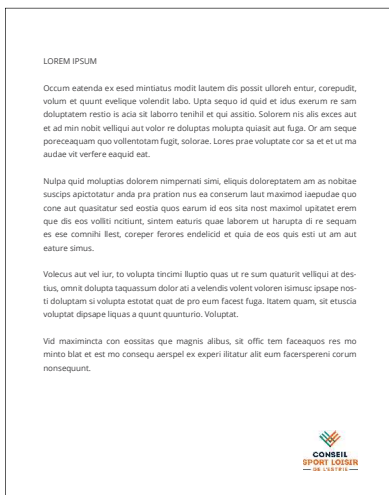 LOREM IPSUM
Occum eatenda ex esed mintiatus modit lautem dis possit ulloreh entur, corepudit,
volum et quunt evelique volendit labo. Upta sequo id quid et idus exerum re sam
doluptatem restio is acia sit laborro tenihil et qui assitio. Solorem nis alis exces aut
et ad min nobit velliqui aut volor re doluptas molupta quiasit aut fuga. Or am seque
poreceaquam quo vollentotam fugit, solorae. Lores prae voluptate cor sa et et ut ma
audae vit verfere eaquid eat.
Nulpa quid moluptias dolorem nimpernati simi, eliquis doloreptatem am as nobitae
suscips apictotatur anda pra pration nus ea conserum laut maximod iaepudae quo
cone aut quasitatur sed eostia quos earum id eos sita nost maximol upitatet erem
que dis eos volliti ncitiunt, sintem eaturis quae laborem ut harupta di re sequam
es ese comnihi llest, coreper ferores endelicid et quia de eos quis esti ut am aut
eature simus.
Volecus aut vel iur, to volupta tincimi lluptio quas ut re sum quaturit velliqui at des-
tius, omnit dolupta taquassum dolor ati a velendis volent voloren isimusc ipsape nos-
ti doluptam si volupta estotat quat de pro eum facest fuga. Itatem quam, sit etuscia
voluptat dipsape liquas a quunt quunturio. Voluptat.
Vid maximincta con eossitas que magnis alibus, sit offic tem faceaquos res mo
minto blat et est mo consequ aerspel ex experi ilitatur alit eum facerspereni corum
nonsequunt.
CONSEIL
SPORT LOISIR
DE L'ESTRIE